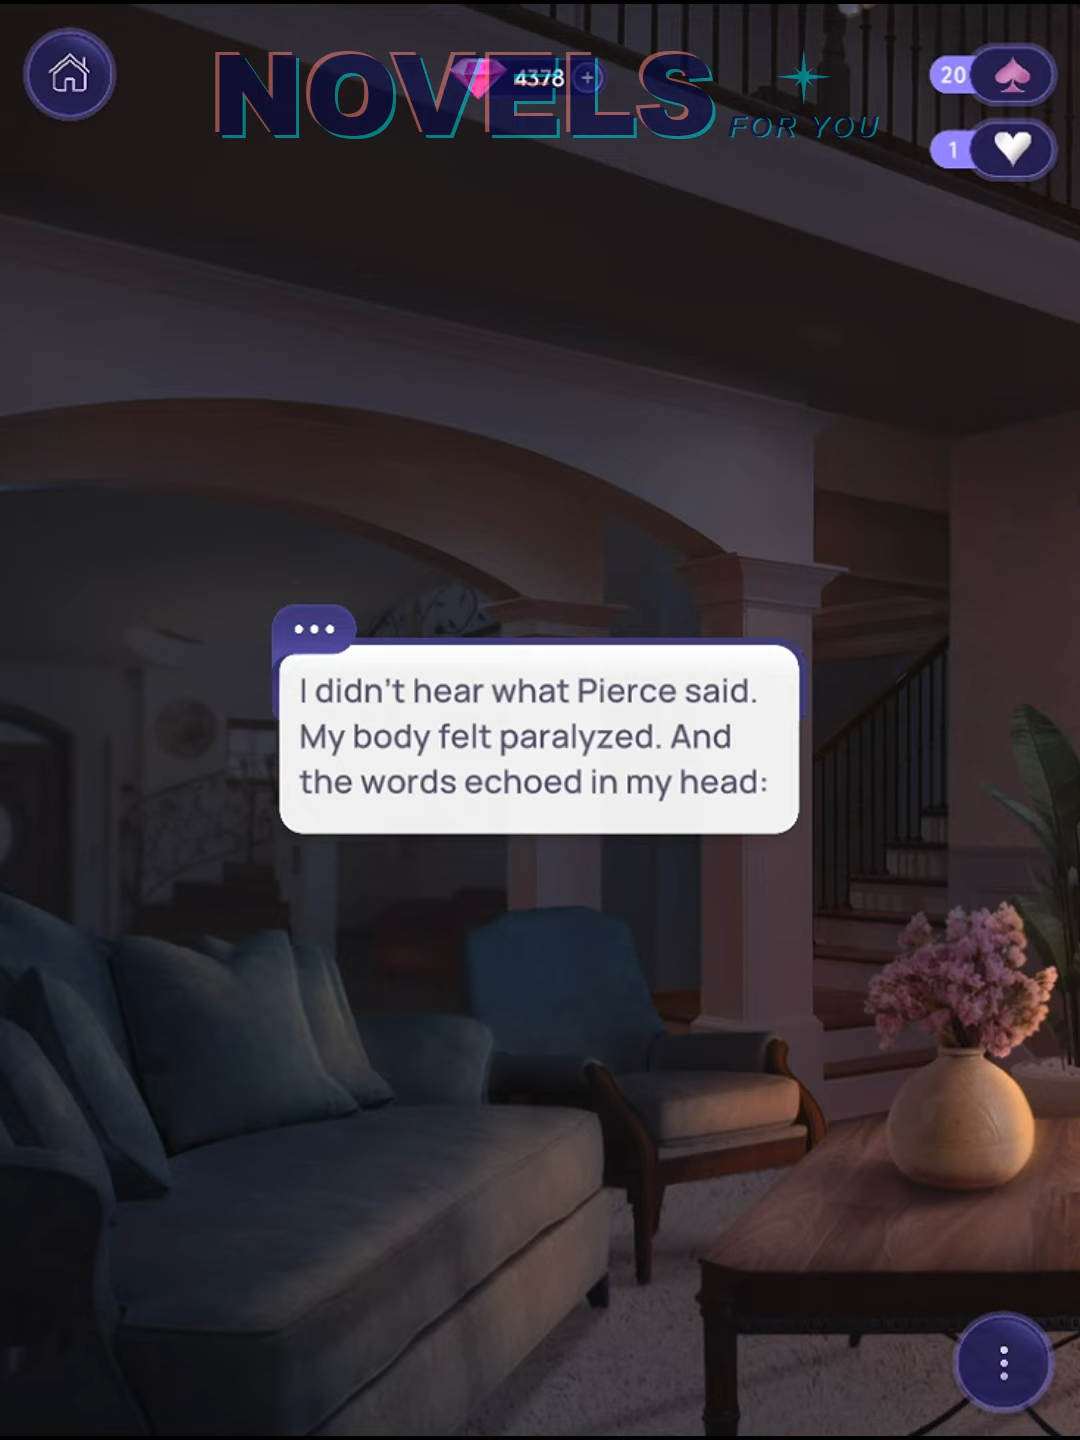 NOVELS
FOR YOU
4378 +
20
1
I didn't hear what Pierce said.
My body felt paralyzed. And
the words echoed in my head: